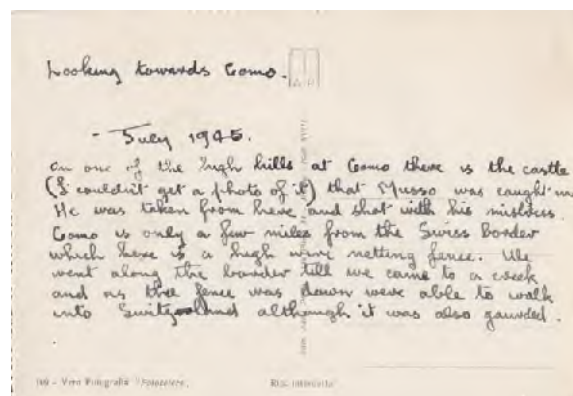 Looking towards Como.
- July 1945.
on one of the high hills at Como there is the castle
(I couldn't get a photo of it) that Musso was caught in
He was taken from here and shot with his mistress.
Como is only a few miles from the Swiss border
which here is a high wire netting fence. We
went along the boarder till we came to a creek
and as the fence was down were able to walk
into Switzerland although it was also gaurded.
109 - Vera Fotografia "Fotocelere"